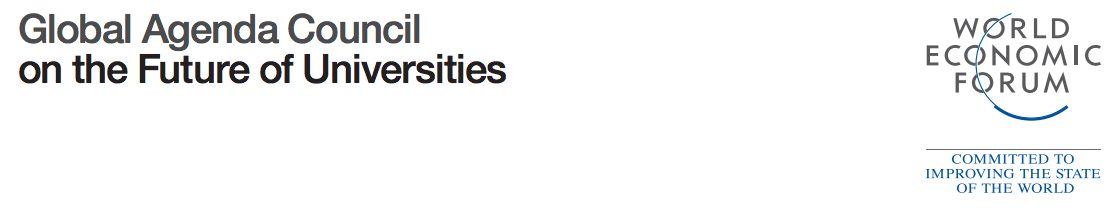 Global Agenda Council
on the Future of Universities
WORLD
ECONOMIC
FORUM
COMMITTED TO
IMPROVING THE STATE
OF THE WORLD